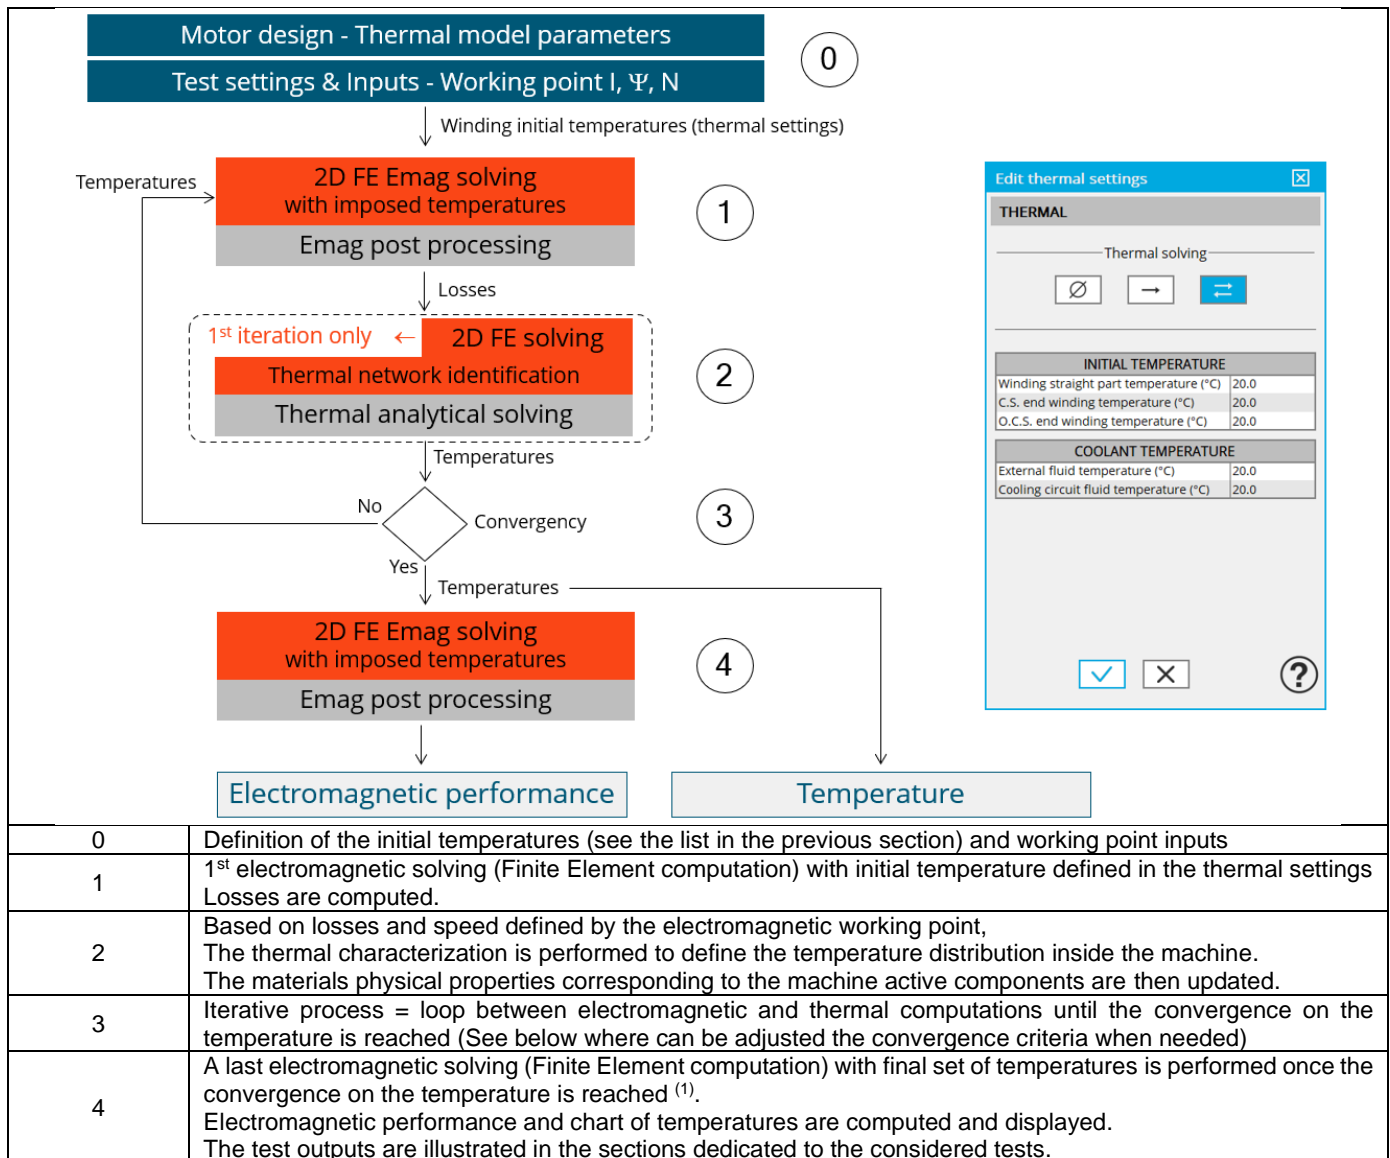 Motor design - Thermal model parameters
Test settings & Inputs - Working point I, Ψ, N
0
Winding initial temperatures (thermal settings)
Temperatures
2D FE Emag solving
with imposed temperatures
Emag post processing
1
Losses
1st iteration only ← 2D FE solving
Thermal network identification
Thermal analytical solving
2
Temperatures
No
Convergency
3
Yes
Temperatures
2D FE Emag solving
with imposed temperatures
Emag post processing
4
Electromagnetic performance
Temperature
Edit thermal settings
THERMAL
Thermal solving
INITIAL TEMPERATURE
Winding straight part temperature (°C) 20.0
C.S. end winding temperature (°C) 20.0
O.C.S. end winding temperature (°C) 20.0
COOLANT TEMPERATURE
External fluid temperature (°C) 20.0
Cooling circuit fluid temperature (°C) 20.0
?
0 Definition of the initial temperatures (see the list in the previous section) and working point inputs
1 1st electromagnetic solving (Finite Element computation) with initial temperature defined in the thermal settings
Losses are computed.
2 Based on losses and speed defined by the electromagnetic working point,
The thermal characterization is performed to define the temperature distribution inside the machine.
The materials physical properties corresponding to the machine active components are then updated.
3 Iterative process = loop between electromagnetic and thermal computations until the convergence on the
temperature is reached (See below where can be adjusted the convergence criteria when needed)
4 A last electromagnetic solving (Finite Element computation) with final set of temperatures is performed once the
convergence on the temperature is reached (1).
Electromagnetic performance and chart of temperatures are computed and displayed.
The test outputs are illustrated in the sections dedicated to the considered tests.